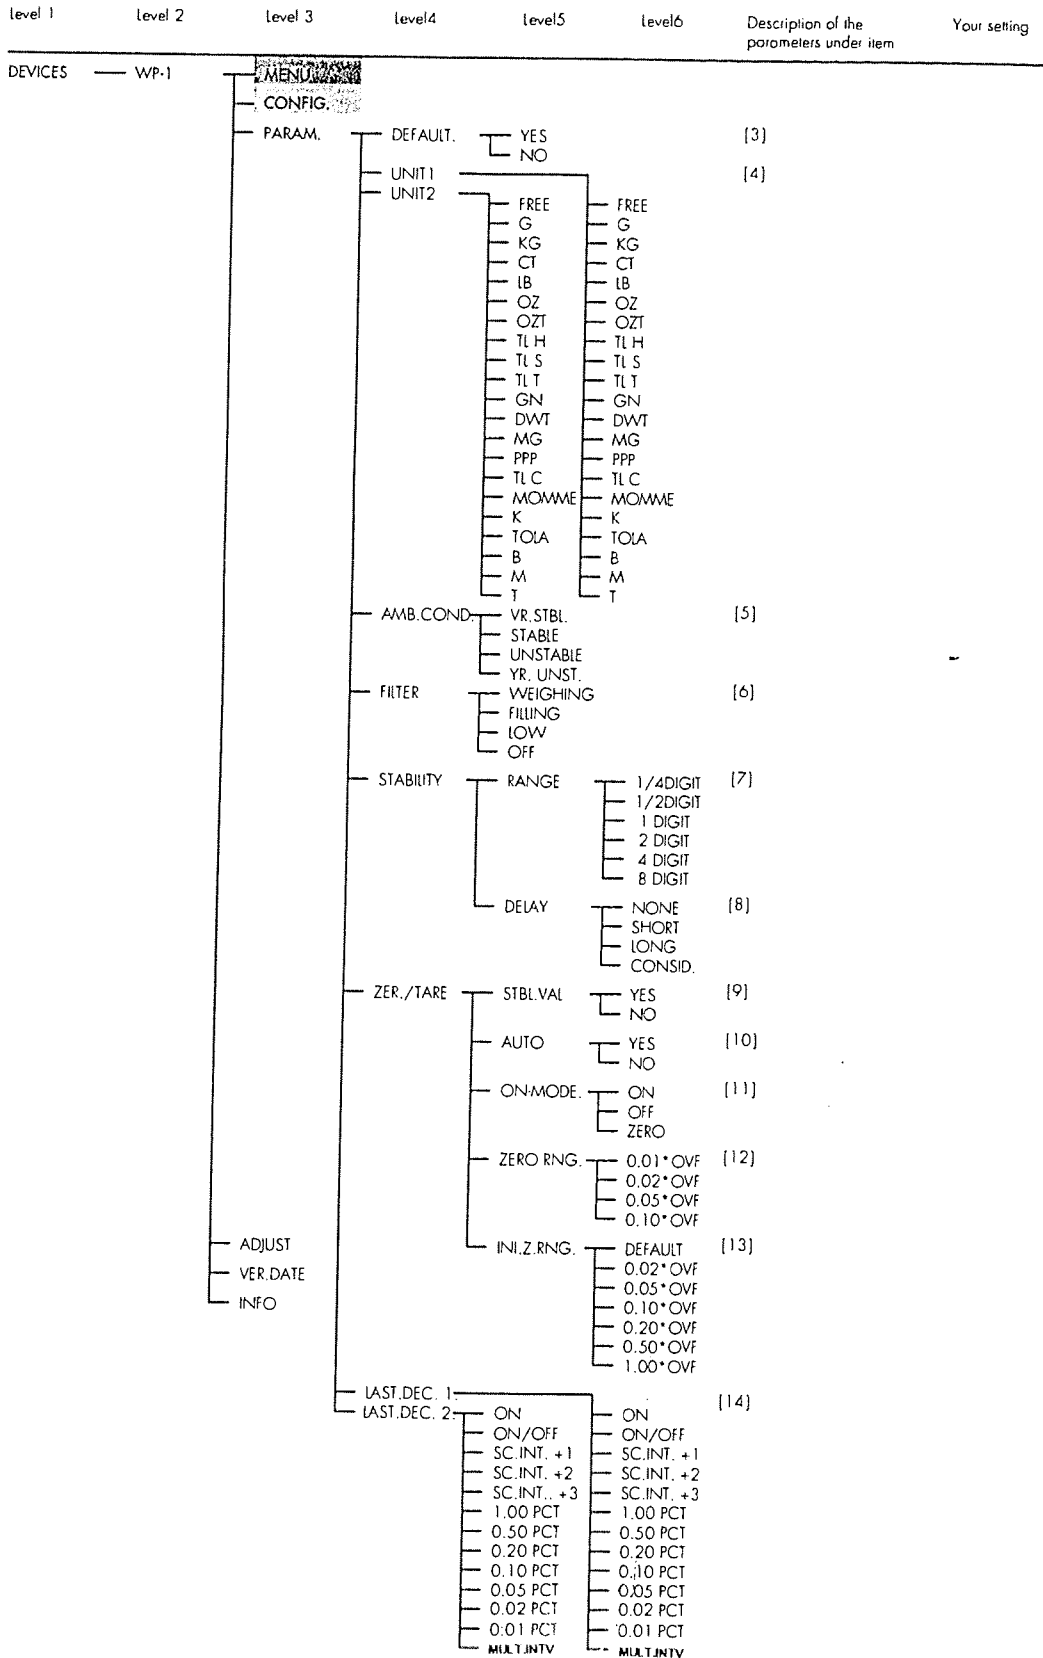 level 1 level 2 level 3 level4 level5 level6 Description of the parameters under item Your setting
DEVICES WP-1 MENU
CONFIG.
PARAM. DEFAULT. YES [3]
NO
UNIT1 [4]
UNIT2
FREE FREE
G G
KG KG
CT CT
LB LB
OZ OZ
OZT OZT
TL H TL H
TL S TL S
TL T TL T
GN GN
DWT DWT
MG MG
PPP PPP
TL C TL C
MOMME MOMME
K K
TOLA TOLA
B B
M M
T T
AMB.COND. VR.STBL. [5]
STABLE
UNSTABLE
YR. UNST.
FILTER WEIGHING [6]
FILLING
LOW
OFF
STABILITY RANGE 1/4DIGIT [7]
1/2DIGIT
1 DIGIT
2 DIGIT
4 DIGIT
8 DIGIT
DELAY NONE [8]
SHORT
LONG
CONSID.
ZER./TARE STBL.VAL YES [9]
NO
AUTO YES [10]
NO
ON-MODE. ON [11]
OFF
ZERO
ZERO RNG. 0.01*OVF [12]
0.02*OVF
0.05*OVF
0.10*OVF
ADJUST INI.Z.RNG. DEFAULT [13]
VER.DATE 0.02*OVF
0.05*OVF
INFO 0.10*OVF
0.20*OVF
0.50*OVF
1.00*OVF
LAST.DEC. 1. [14]
LAST.DEC. 2. ON ON
ON/OFF ON/OFF
SC.INT. +1 SC.INT. +1
SC.INT. +2 SC.INT. +2
SC.INT.. +3 SC.INT. +3
1.00 PCT 1.00 PCT
0.50 PCT 0.50 PCT
0.20 PCT 0.20 PCT
0.10 PCT 0.10 PCT
0.05 PCT 0.05 PCT
0.02 PCT 0.02 PCT
0.01 PCT 0.01 PCT
MULT.INTV MULT.INTV